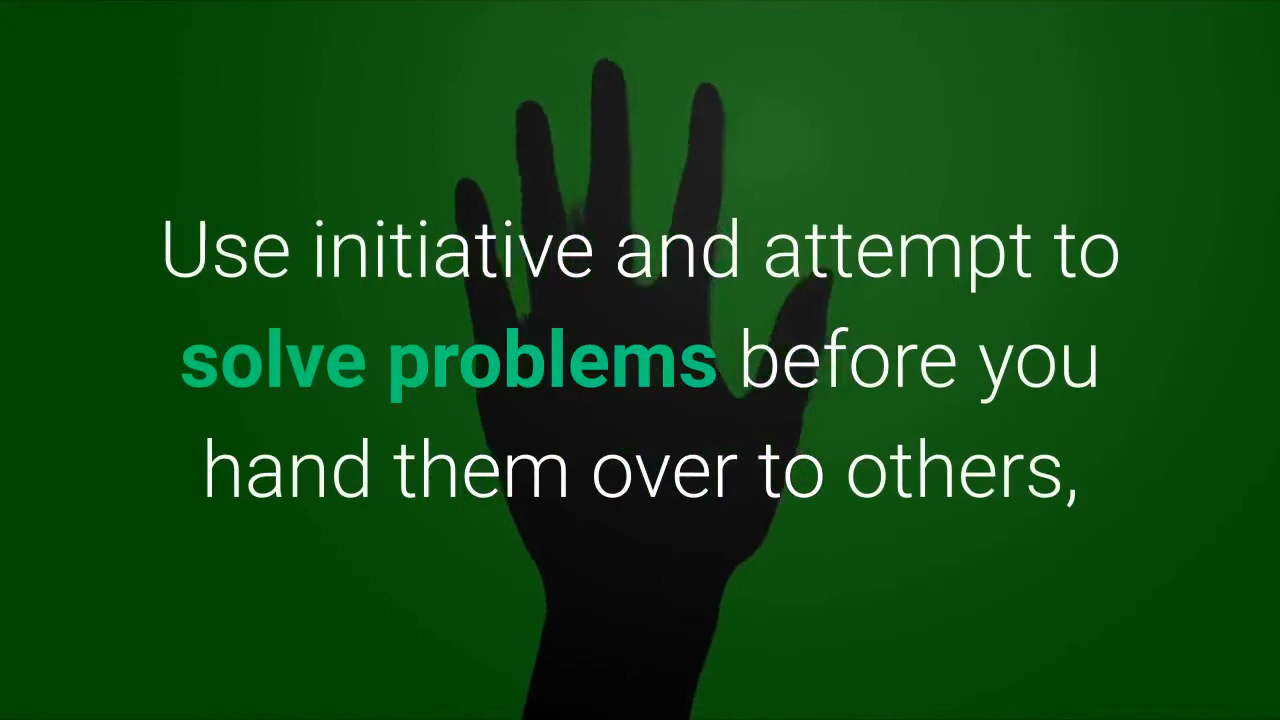 Use initiative and attempt to
solve problems before you
hand them over to others,